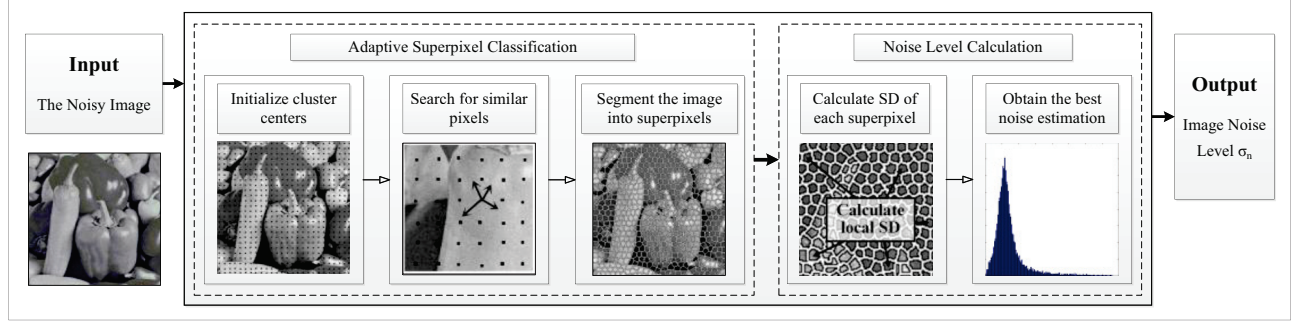 Input
The Noisy Image
Adaptive Superpixel Classification
Initialize cluster
centers
Search for similar
pixels
Segment the image
into superpixels
Noise Level Calculation
Calculate SD of
each superpixel
Calculate
local SD
Obtain the best
noise estimation
Output
Image Noise
Level σn